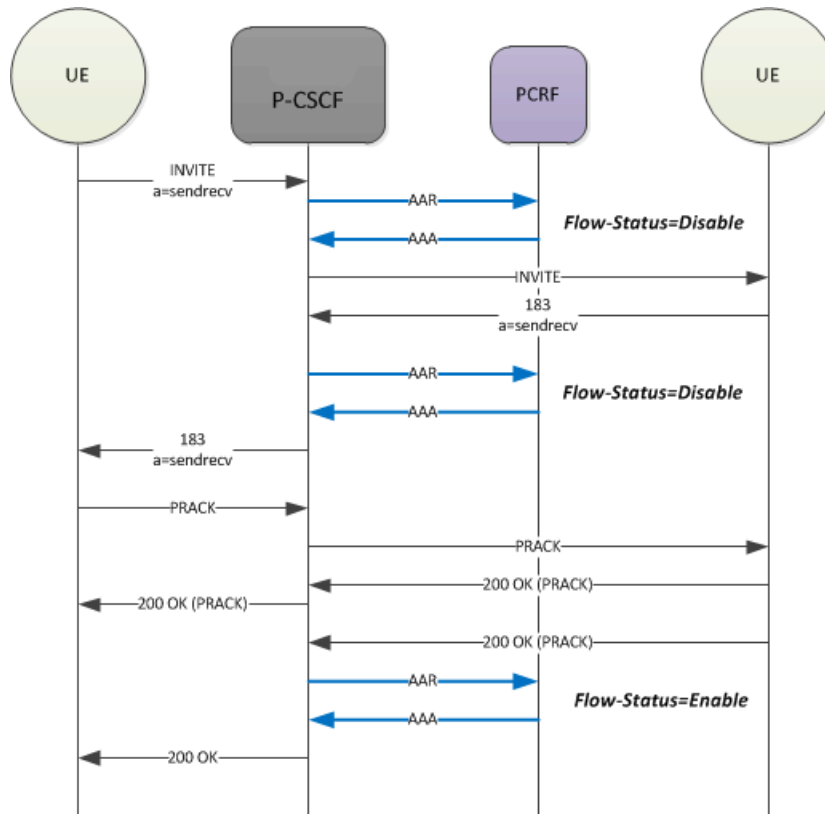 UE
P-CSCF
PCRF
UE
INVITE
a=sendrecv
AAR
Flow-Status=Disable
AAA
INVITE
183
a=sendrecv
AAR
Flow-Status=Disable
AAA
183
a=sendrecv
PRACK
PRACK
200 OK (PRACK)
200 OK (PRACK)
200 OK (PRACK)
AAR
Flow-Status=Enable
AAA
200 OK